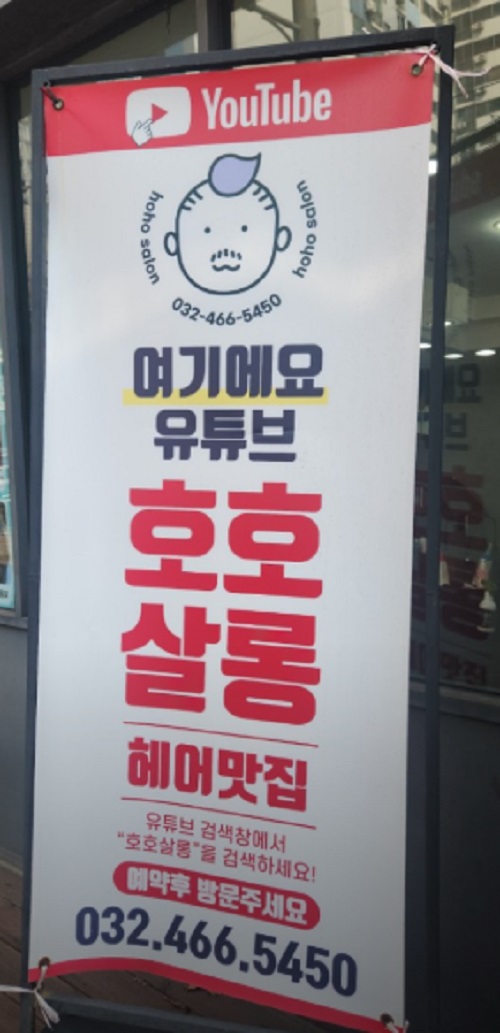 YouTube
hoho salon
hoho salon
032-466-5450
여기에요
유튜브
호호
살롱
헤어맛집
유튜브 검색창에서
"호호살롱"을 검색하세요!
예약후 방문주세요
032.466.5450